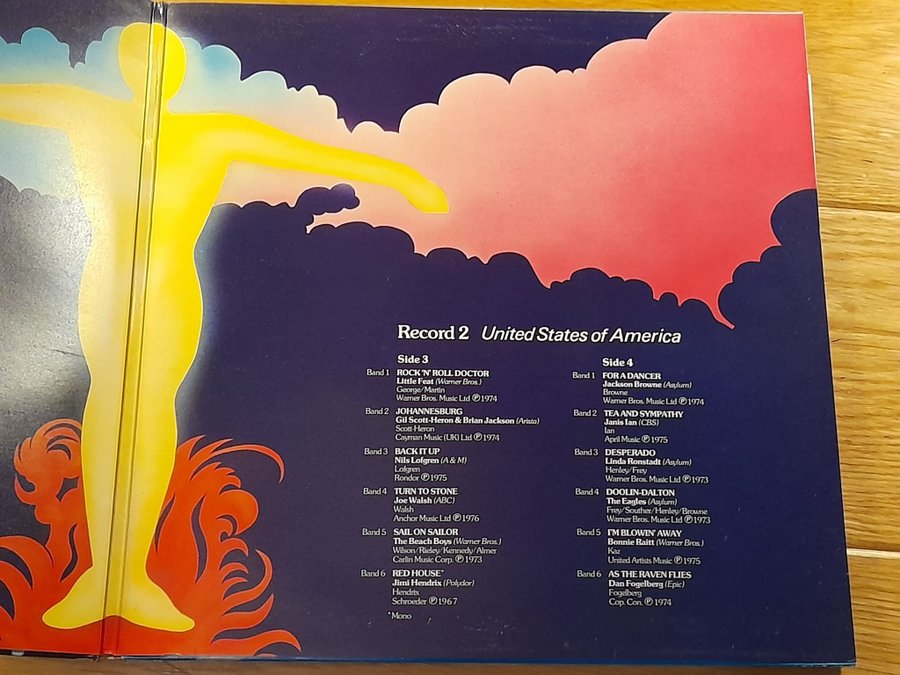 Record 2 United States of America
Side 3
Band 1 ROCK 'N' ROLL DOCTOR
Little Feat (Warner Bros.)
George/Martin
Warner Bros. Music Ltd ℗ 1974
Band 2 JOHANNESBURG
Gil Scott-Heron & Brian Jackson (Arista)
Scott-Heron
Cayman Music (UK) Ltd ℗ 1974
Band 3 BACK IT UP
Nils Lofgren (A & M)
Lofgren
Rondor ℗ 1975
Band 4 TURN TO STONE
Joe Walsh (ABC)
Walsh
Anchor Music Ltd ℗ 1976
Band 5 SAIL ON SAILOR
The Beach Boys (Warner Bros.)
Wilson/Rieley/Kennedy/Almer
Carlin Music Corp. ℗ 1973
Band 6 RED HOUSE*
Jimi Hendrix (Polydor)
Hendrix
Schroeder ℗ 1967
*Mono
Side 4
Band 1 FOR A DANCER
Jackson Browne (Asylum)
Browne
Warner Bros. Music Ltd ℗ 1974
Band 2 TEA AND SYMPATHY
Janis Ian (CBS)
Ian
April Music ℗ 1975
Band 3 DESPERADO
Linda Ronstadt (Asylum)
Henley/Frey
Warner Bros. Music Ltd ℗ 1973
Band 4 DOOLIN-DALTON
The Eagles (Asylum)
Frey/Souther/Henley/Browne
Warner Bros. Music Ltd ℗ 1973
Band 5 I'M BLOWIN' AWAY
Bonnie Raitt (Warner Bros.)
Kaz
United Artists Music ℗ 1975
Band 6 AS THE RAVEN FLIES
Dan Fogelberg (Epic)
Fogelberg
Cop. Con. ℗ 1974